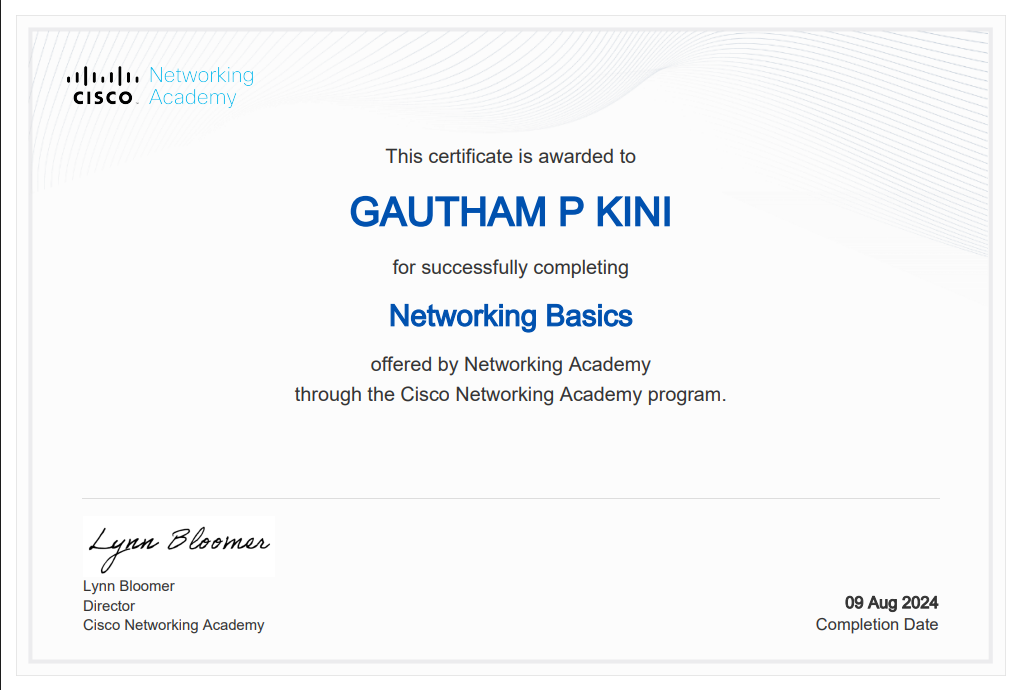 CISCO
Networking
Academy
This certificate is awarded to
GAUTHAM P KINI
for successfully completing
Networking Basics
offered by Networking Academy
through the Cisco Networking Academy program.
Lynn Bloomer
Lynn Bloomer
Director
Cisco Networking Academy
09 Aug 2024
Completion Date